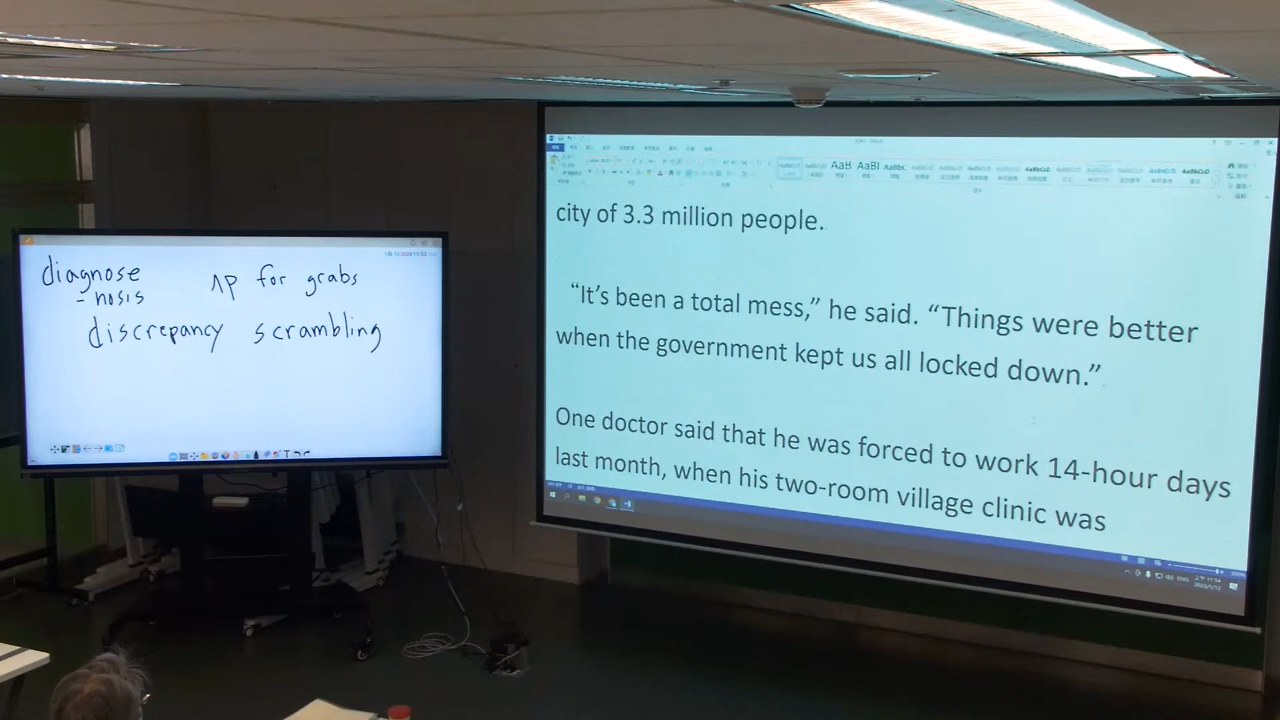 diagnose up for grabs
- nosis
discrepancy scrambling
city of 3.3 million people.
“It’s been a total mess,” he said. “Things were better
when the government kept us all locked down.”
One doctor said that he was forced to work 14-hour days
last month, when his two-room village clinic was